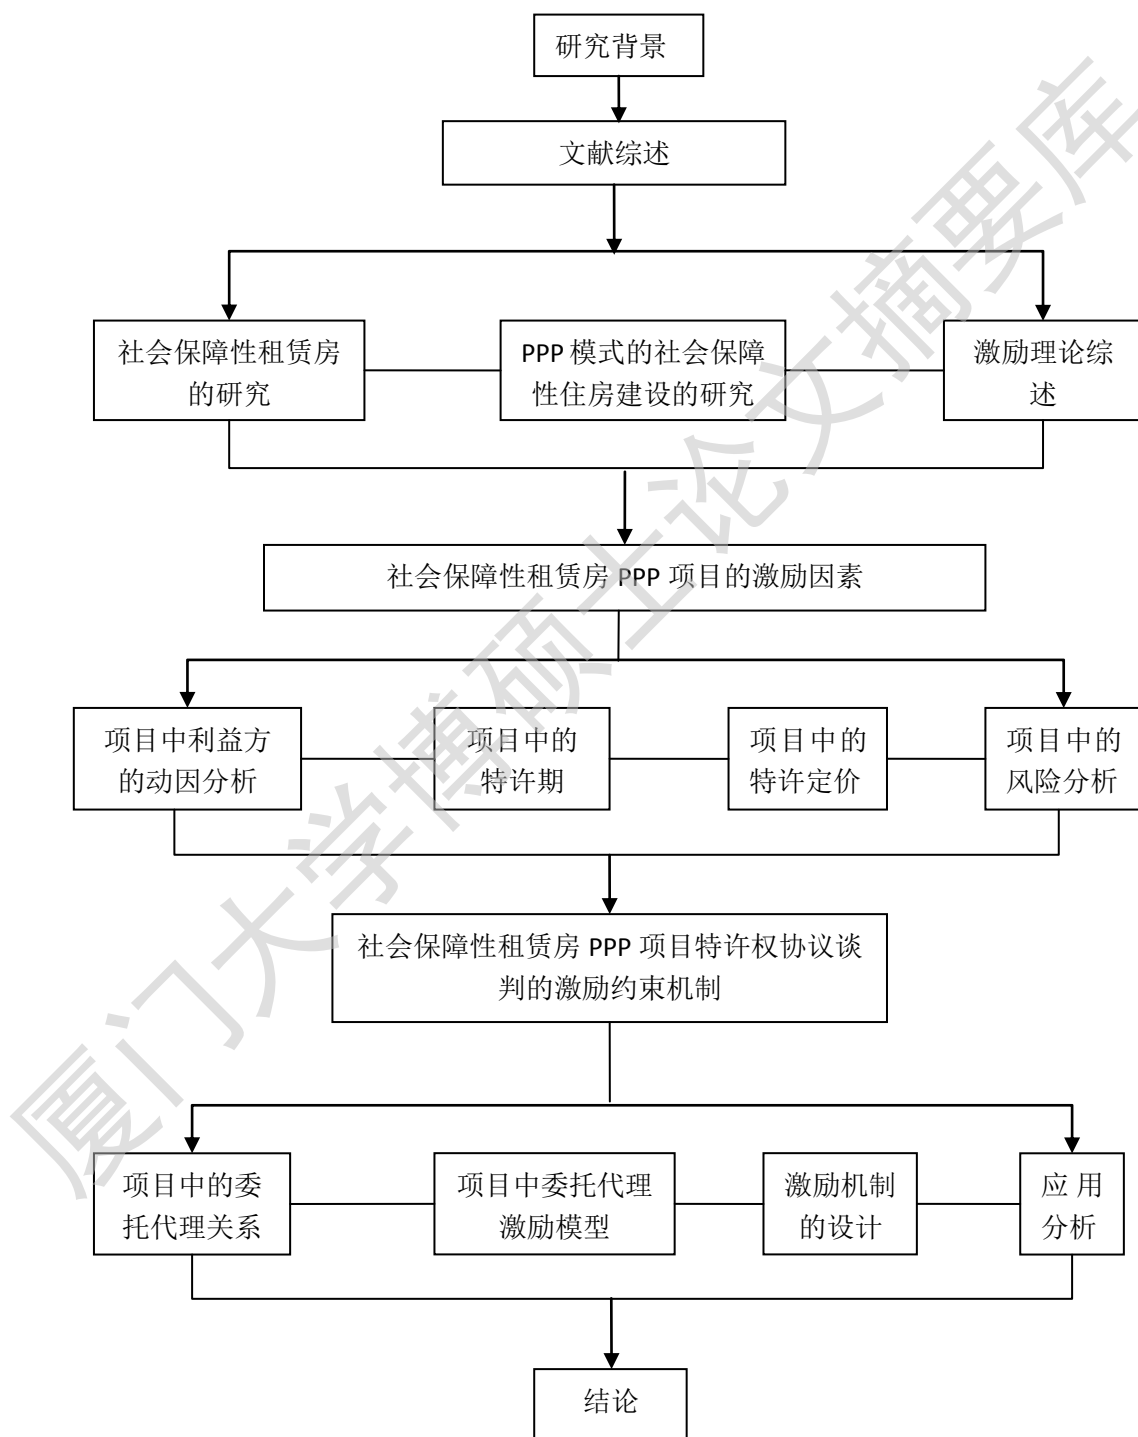 研究背景
文献综述
社会保障性租赁房
的研究
PPP 模式的社会保障
性住房建设的研究
激励理论综
述
社会保障性租赁房 PPP 项目的激励因素
项目中利益方
的动因分析
项目中的
特许期
项目中的
特许定价
项目中的
风险分析
社会保障性租赁房 PPP 项目特许权协议谈
判的激励约束机制
项目中的委
托代理关系
项目中委托代理
激励模型
激励机制
的设计
应 用
分析
结论
厦门大学博硕士论文摘要库